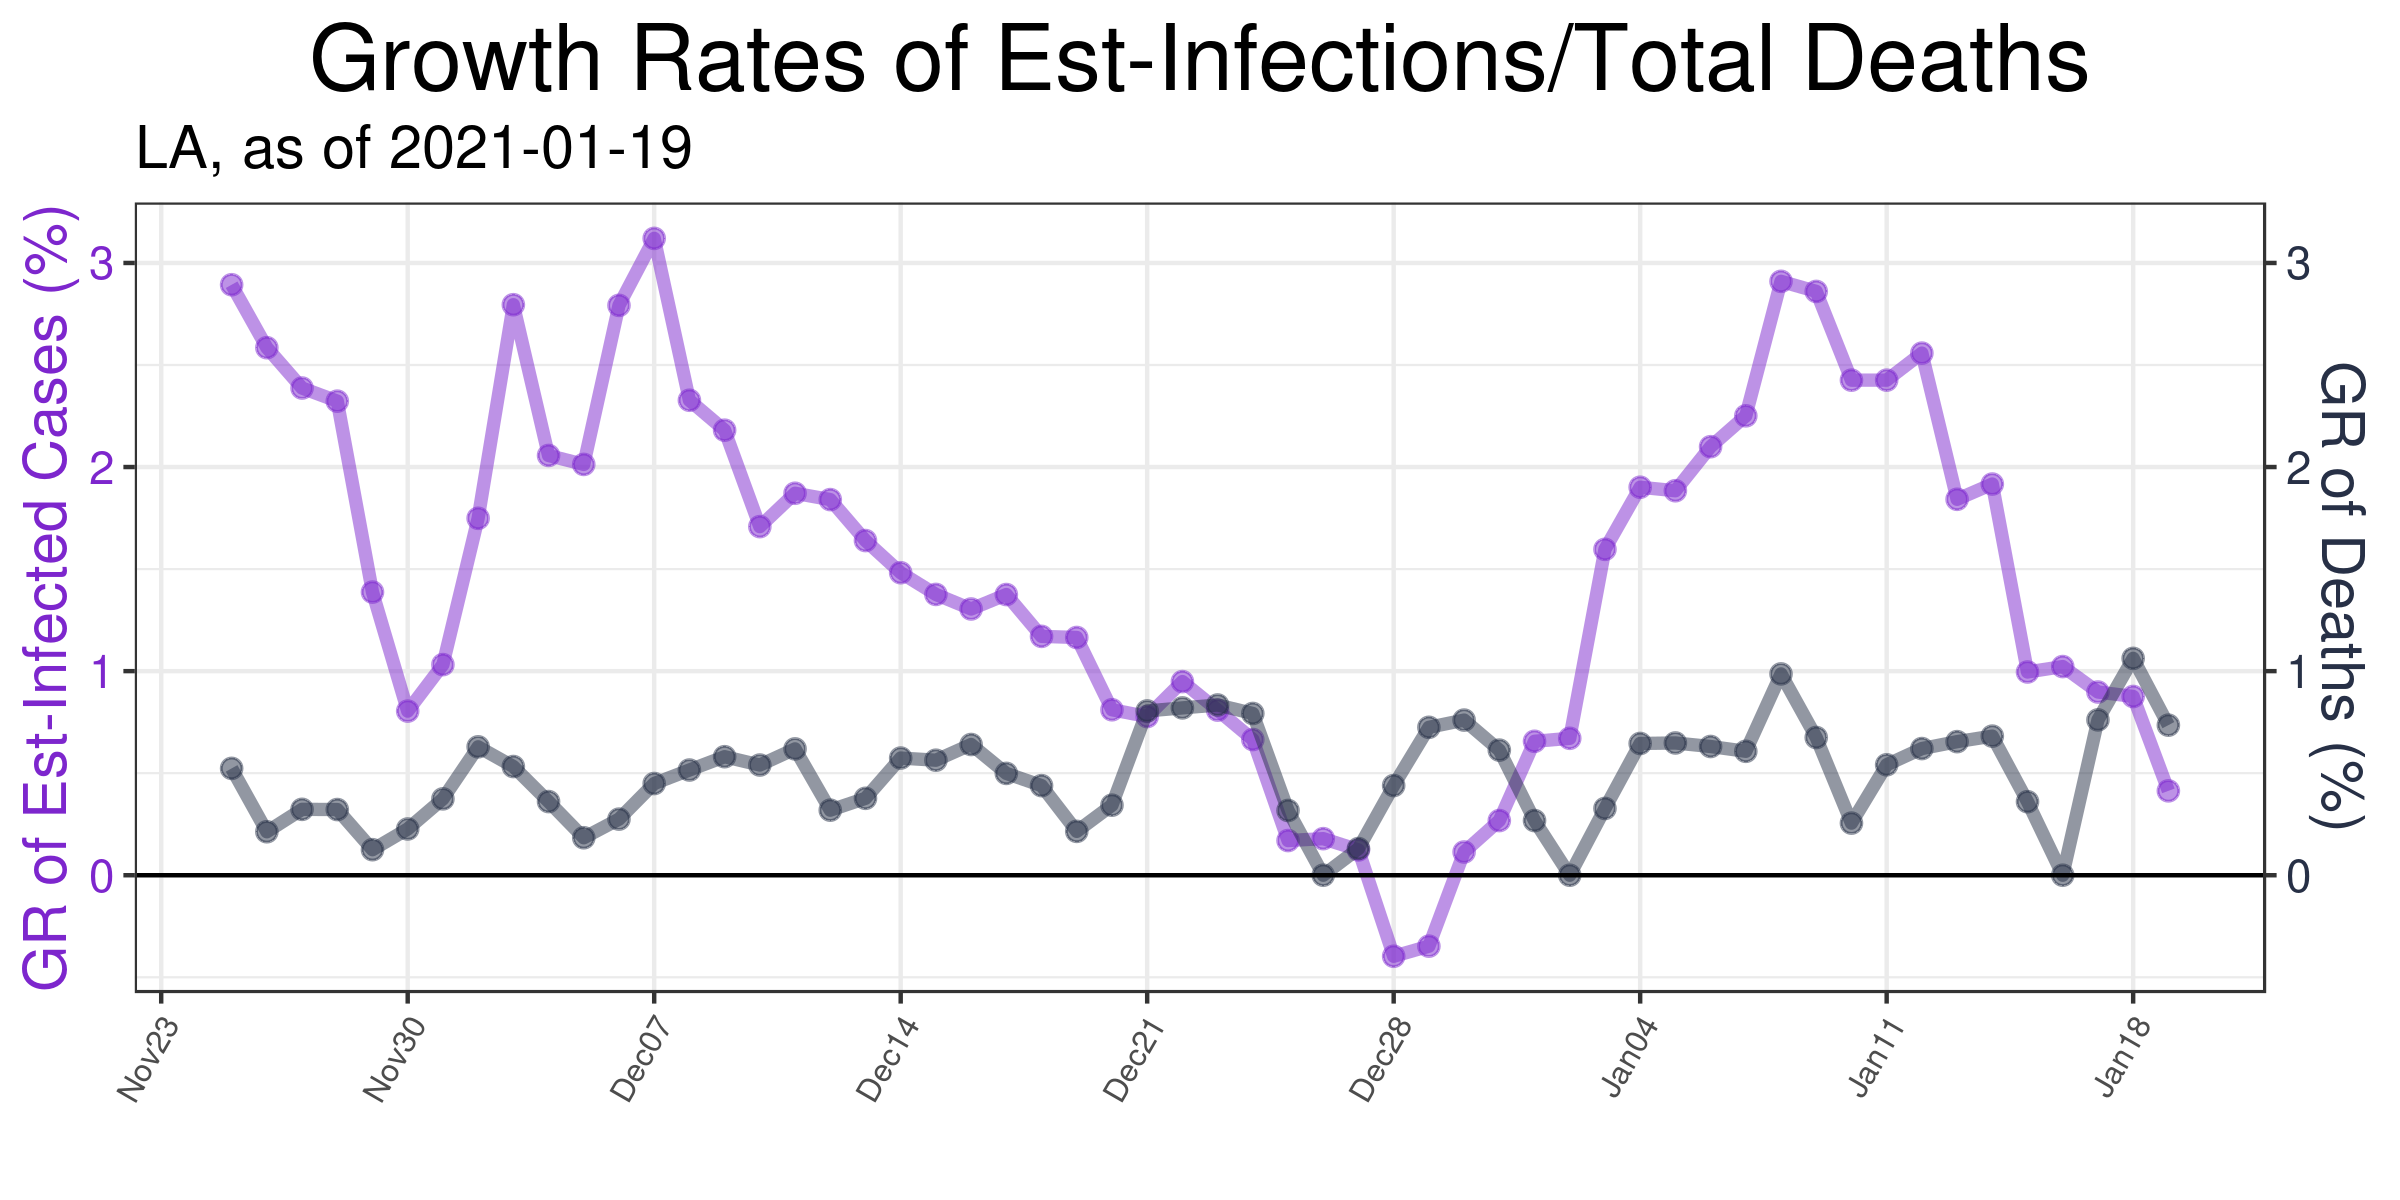 Growth Rates of Est-Infections/Total Deaths
LA, as of 2021-01-19
GR of Est-Infected Cases (%)
3
2
1
0
3
2
1
0
GR of Deaths (%)
Nov23
Nov30
Dec07
Dec14
Dec21
Dec28
Jan04
Jan11
Jan18